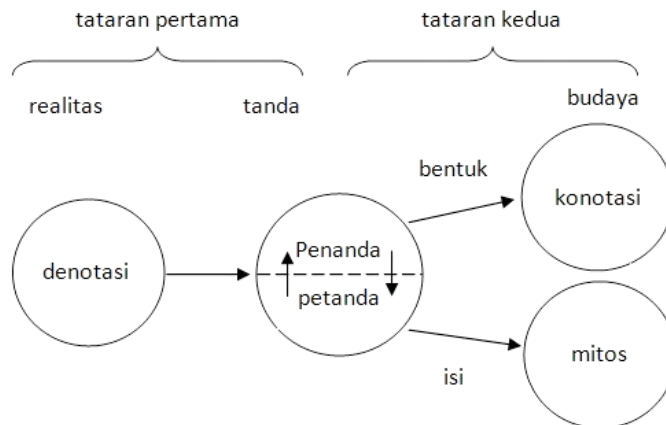 tataran pertama
tataran kedua
realitas
tanda
budaya
bentuk
konotasi
denotasi
Penanda
petanda
isi
mitos